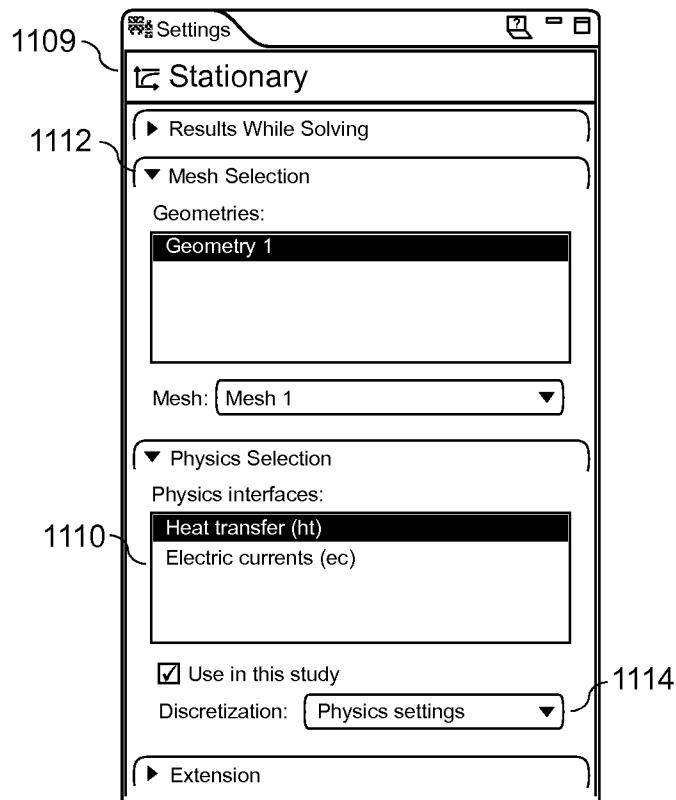 Settings
?
1109
Stationary
Results While Solving
1112
Mesh Selection
Geometries:
Geometry 1
Mesh: Mesh 1
Physics Selection
Physics interfaces:
Heat transfer (ht)
1110
Electric currents (ec)
Use in this study
1114
Discretization: Physics settings
Extension